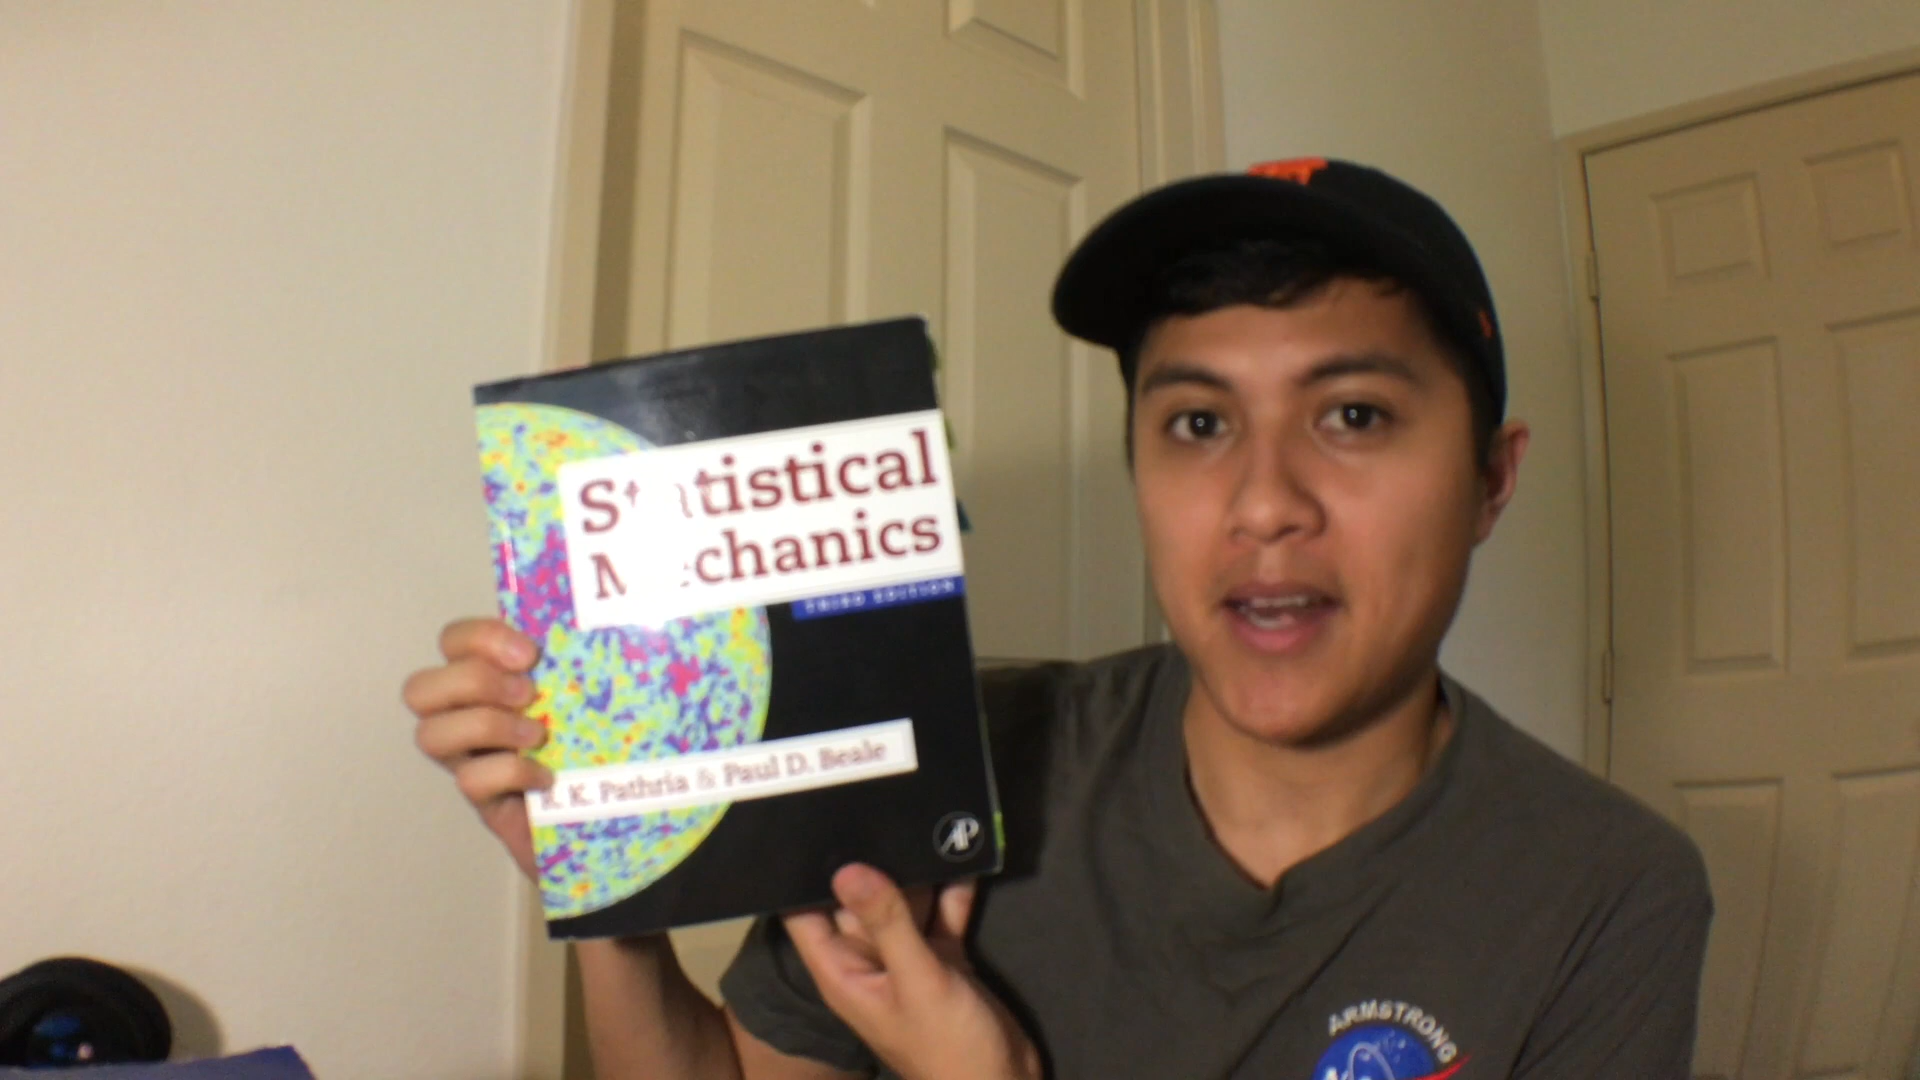 Statistical
Mechanics
THIRD EDITION
R. K. Pathria & Paul D. Beale
AP
ARMSTRONG